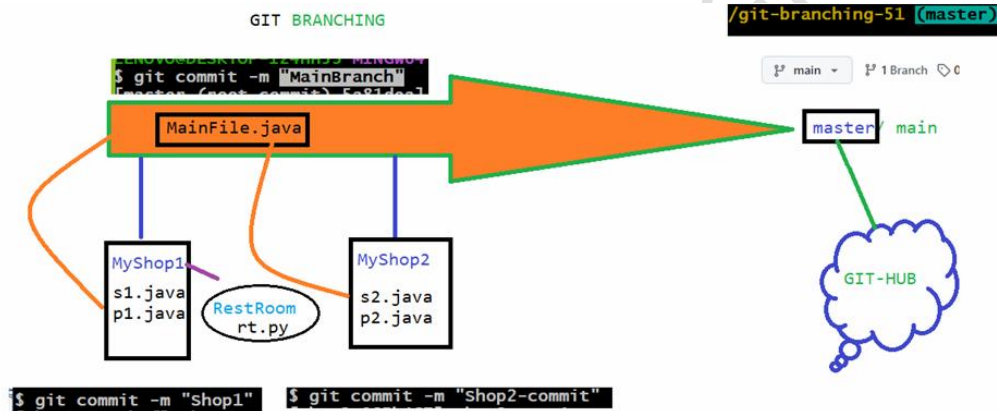 GIT BRANCHING
/git-branching-51 (master)
$ git commit -m "MainBranch"
main
1 Branch
MainFile.java
master/ main
MyShop1
s1.java
p1.java
RestRoom
rt.py
MyShop2
s2.java
p2.java
GIT-HUB
$ git commit -m "Shop1"
$ git commit -m "Shop2-commit"